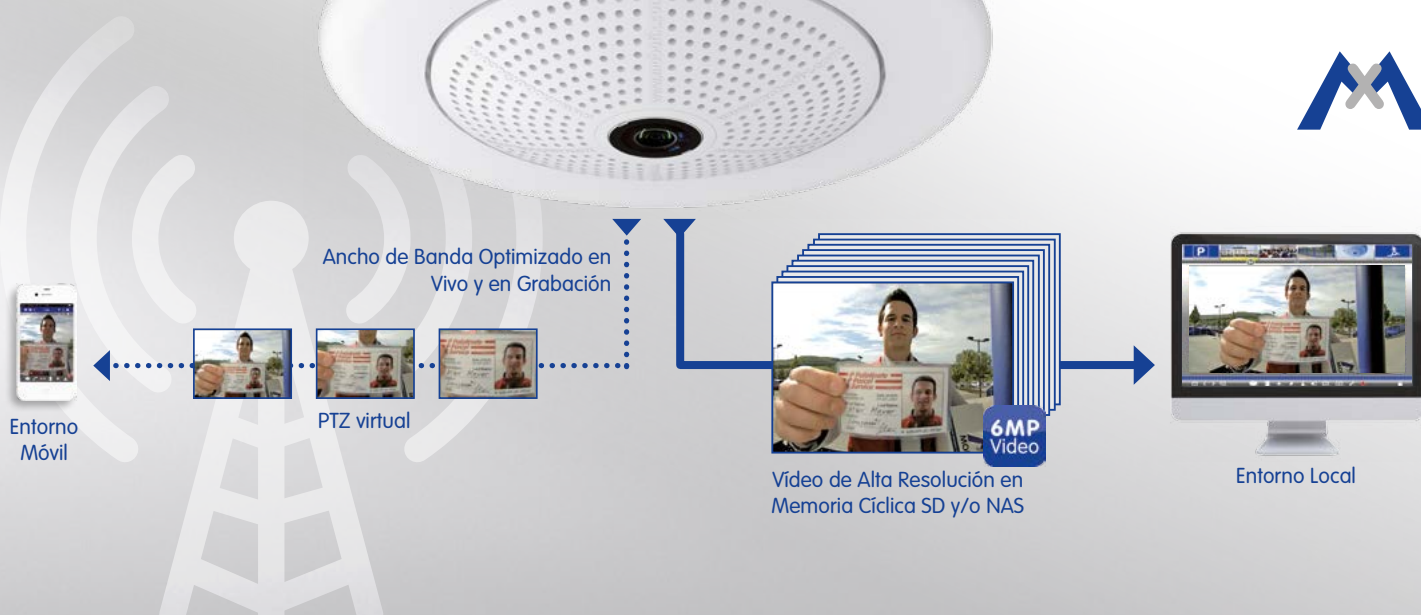 Ancho de Banda Optimizado en
Vivo y en Grabación
Entorno
Móvil
PTZ virtual
6MP
Video
Vídeo de Alta Resolución en
Memoria Cíclica SD y/o NAS
P
Entorno Local